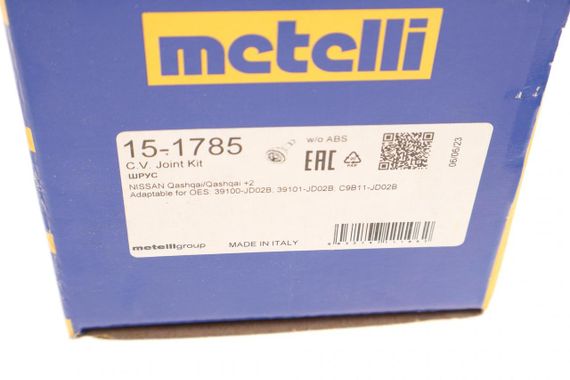 metelli
15-1785
w/o ABS
C.V. Joint Kit
ШРУС
EAC
06/06/23
NISSAN Qashqai/Qashqai +2
Adaptable for OES: 39100-JD02B, 39101-JD02B, C9B11-JD02B
metelligroup
MADE IN ITALY